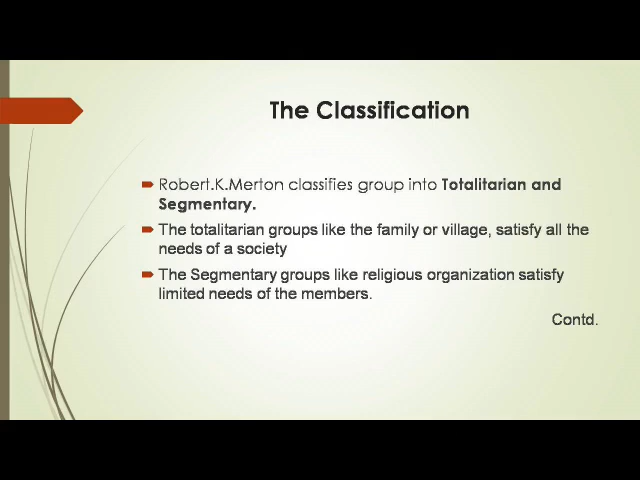 The Classification
Robert.K.Merton classifies group into Totalitarian and
Segmentary.
The totalitarian groups like the family or village, satisfy all the
needs of a society
The Segmentary groups like religious organization satisfy
limited needs of the members.
Contd.